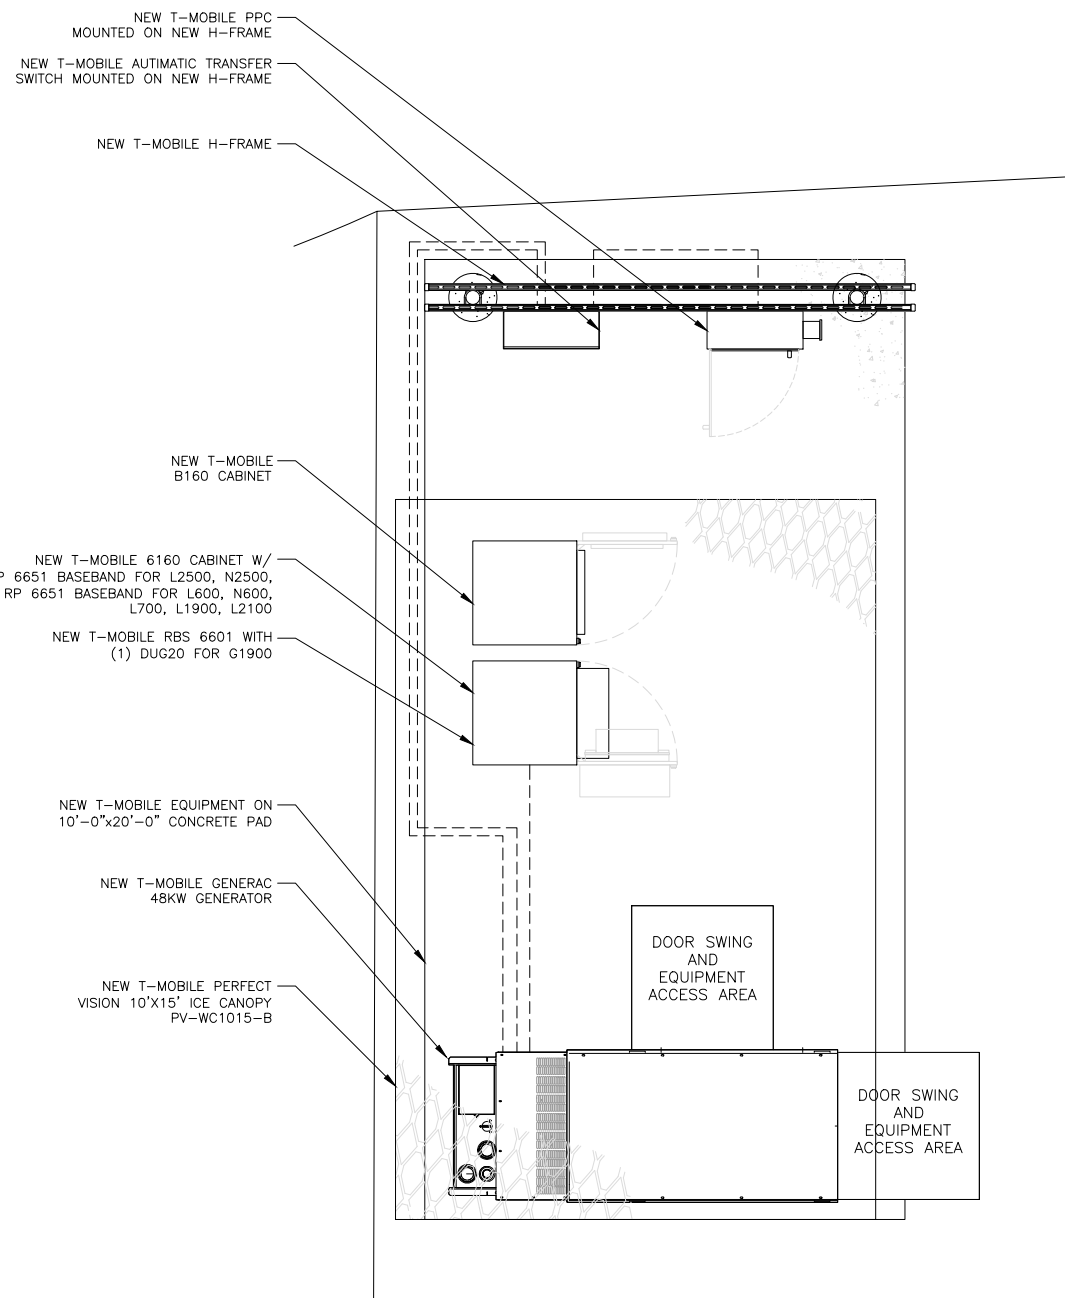 NEW T-MOBILE PPC
MOUNTED ON NEW H-FRAME
NEW T-MOBILE AUTIMATIC TRANSFER
SWITCH MOUNTED ON NEW H-FRAME
NEW T-MOBILE H-FRAME
NEW T-MOBILE
B160 CABINET
NEW T-MOBILE 6160 CABINET W/
P 6651 BASEBAND FOR L2500, N2500,
RP 6651 BASEBAND FOR L600, N600,
L700, L1900, L2100
NEW T-MOBILE RBS 6601 WITH
(1) DUG20 FOR G1900
NEW T-MOBILE EQUIPMENT ON
10'-0"x20'-0" CONCRETE PAD
NEW T-MOBILE GENERAC
48KW GENERATOR
NEW T-MOBILE PERFECT
VISION 10'X15' ICE CANOPY
PV-WC1015-B
DOOR SWING
AND
EQUIPMENT
ACCESS AREA
DOOR SWING
AND
EQUIPMENT
ACCESS AREA